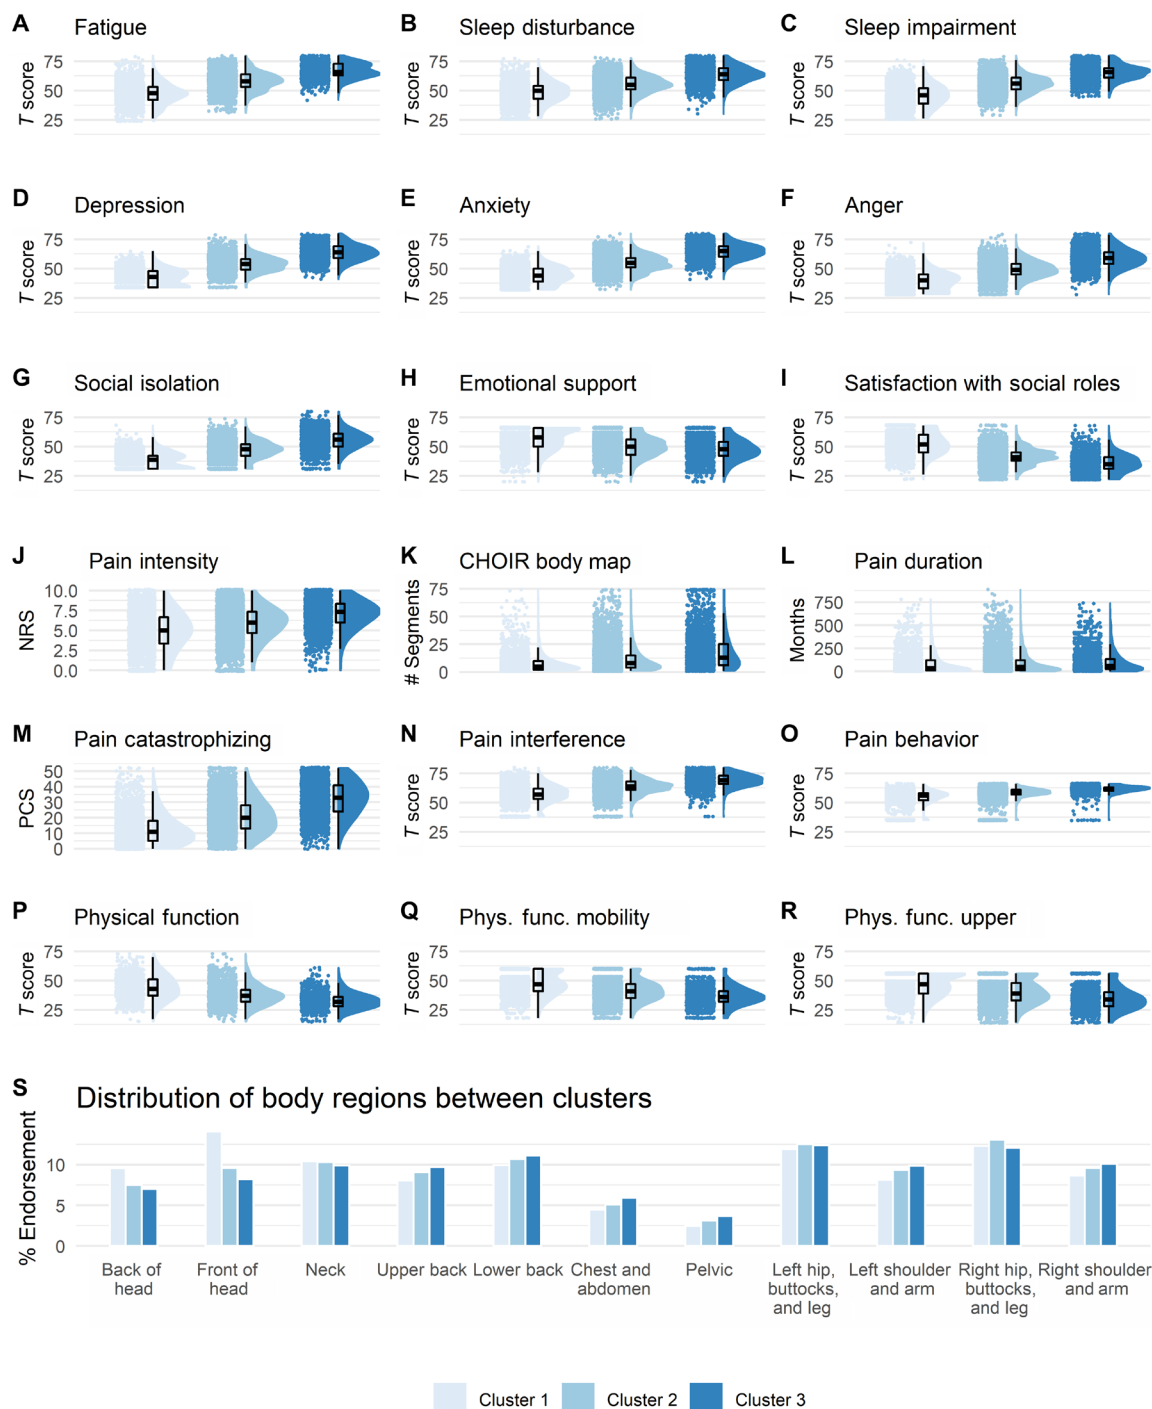 A Fatigue
B Sleep disturbance
C Sleep impairment
T score
75
50
25
T score
75
50
25
T score
75
50
25
D Depression
E Anxiety
F Anger
T score
75
50
25
T score
75
50
25
T score
75
50
25
G Social isolation
H Emotional support
I Satisfaction with social roles
T score
75
50
25
T score
75
50
25
T score
75
50
25
J Pain intensity
K CHOIR body map
L Pain duration
NRS
10.0
7.5
5.0
2.5
0.0
# Segments
75
50
25
0
Months
750
500
250
0
M Pain catastrophizing
N Pain interference
O Pain behavior
PCS
50
40
30
20
10
0
T score
75
50
25
T score
75
50
25
P Physical function
Q Phys. func. mobility
R Phys. func. upper
T score
75
50
25
T score
75
50
25
T score
75
50
25
S Distribution of body regions between clusters
% Endorsement
10
5
0
Back of
head
Front of
head
Neck
Upper back
Lower back
Chest and
abdomen
Pelvic
Left hip,
buttocks,
and leg
Left shoulder
and arm
Right hip,
buttocks,
and leg
Right shoulder
and arm
Cluster 1
Cluster 2
Cluster 3